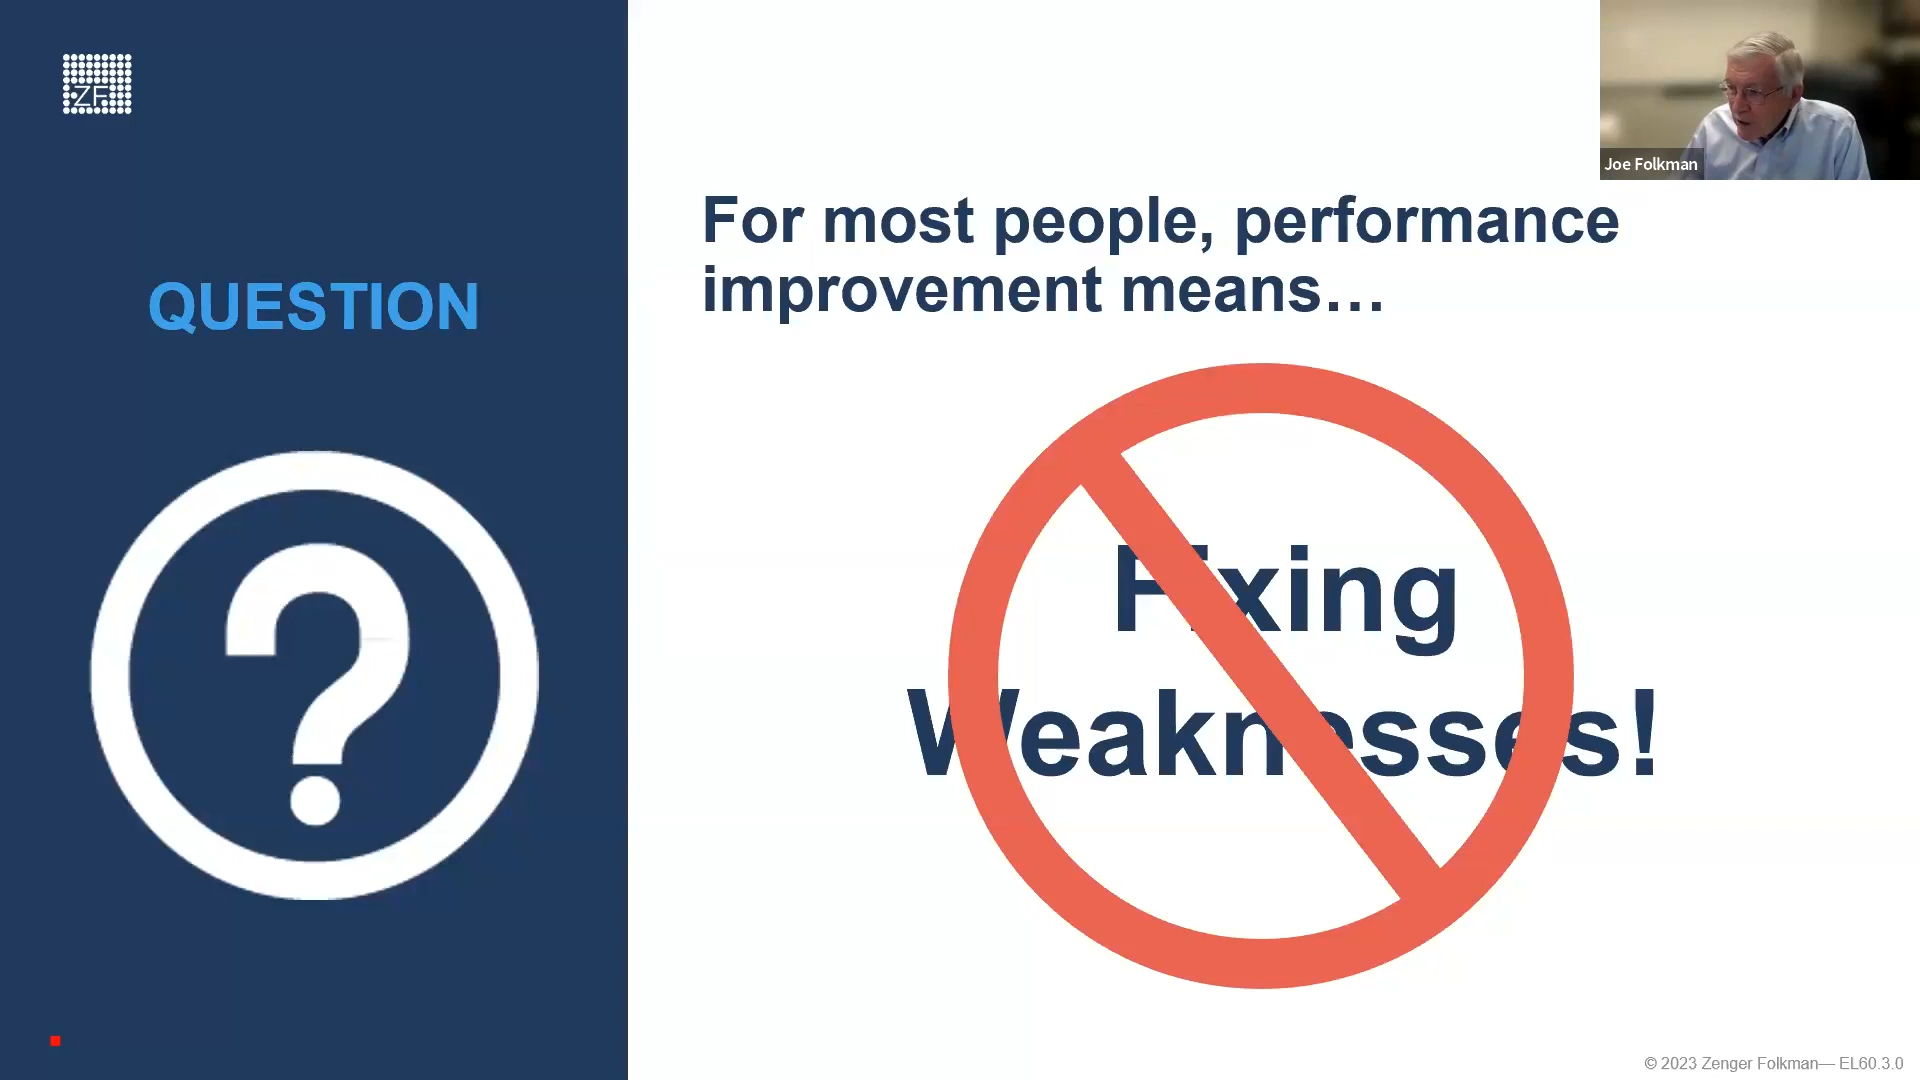 ZF
Joe Folkman
QUESTION
For most people, performance
improvement means…
Fixing
Weaknesses!
© 2023 Zenger Folkman— EL60.3.0